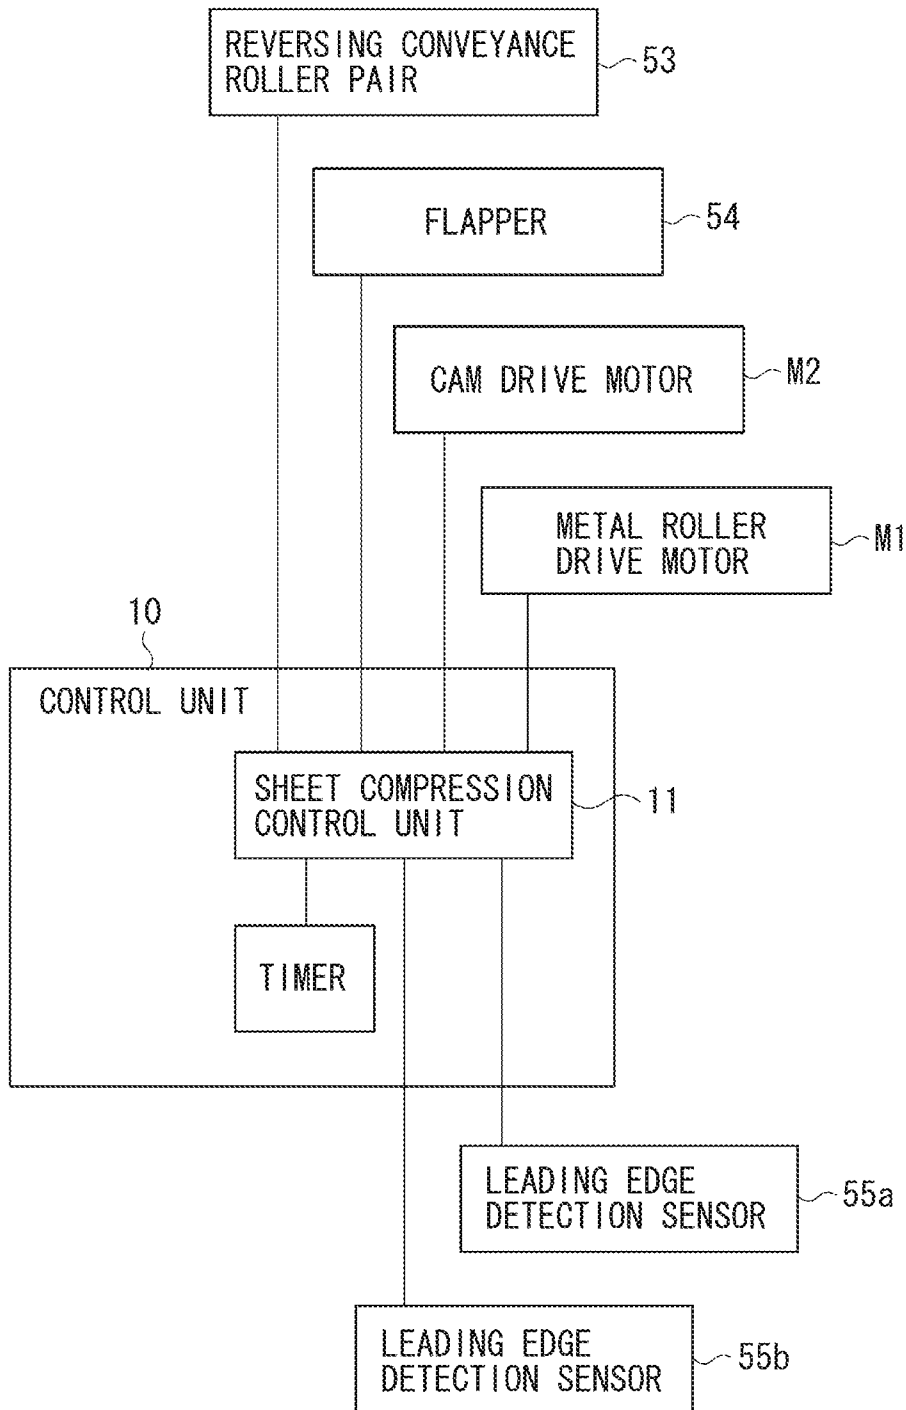 REVERSING CONVEYANCE
ROLLER PAIR
53
FLAPPER
54
CAM DRIVE MOTOR
M2
METAL ROLLER
DRIVE MOTOR
M1
10
CONTROL UNIT
SHEET COMPRESSION
CONTROL UNIT
11
TIMER
LEADING EDGE
DETECTION SENSOR
55a
LEADING EDGE
DETECTION SENSOR
55b